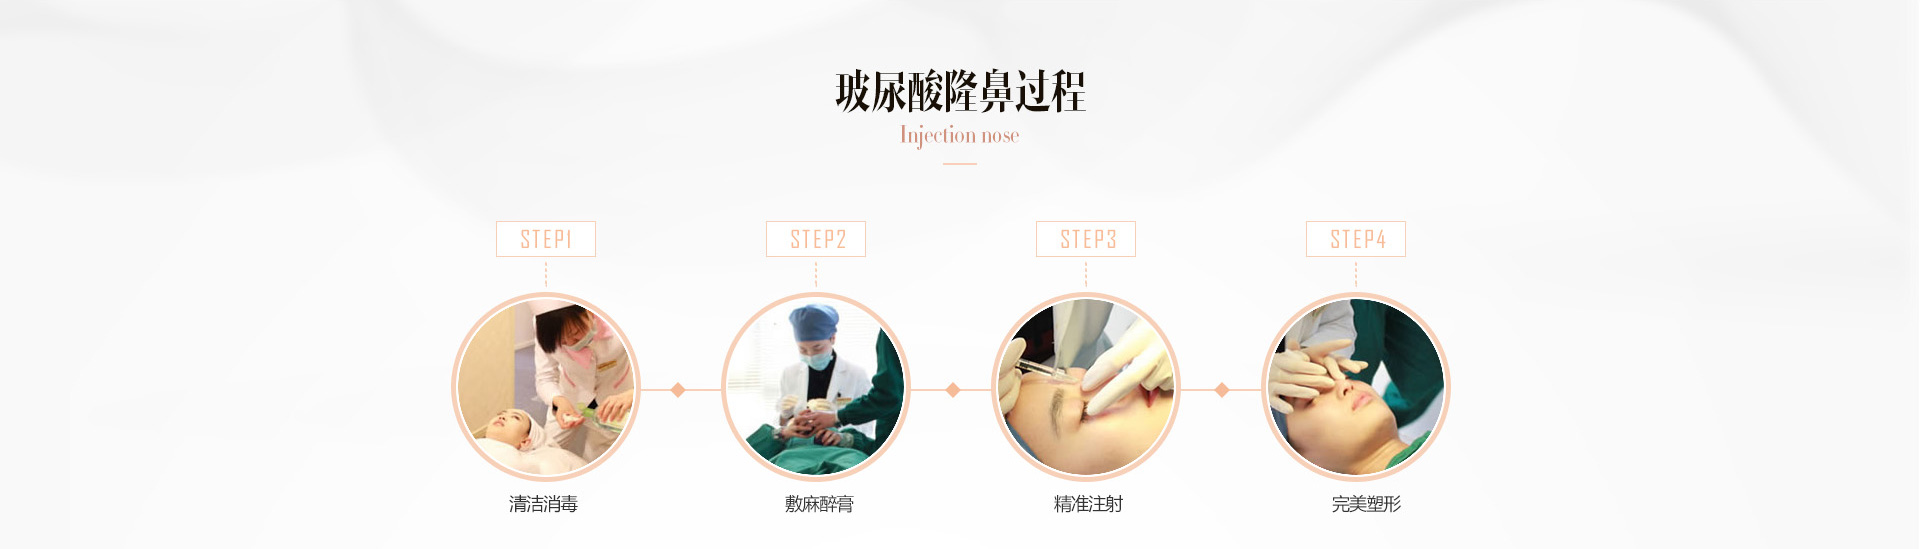 玻尿酸隆鼻过程
Injection nose
STEP1
STEP2
STEP3
STEP4
清洁消毒
敷麻醉膏
精准注射
完美塑形